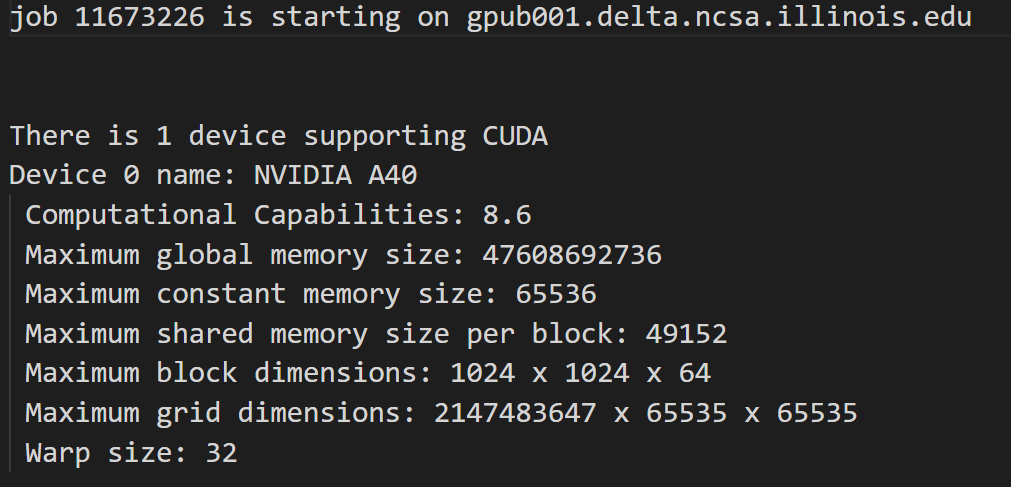 job 11673226 is starting on gpub001.delta.ncsa.illinois.edu
There is 1 device supporting CUDA
Device 0 name: NVIDIA A40
Computational Capabilities: 8.6
Maximum global memory size: 47608692736
Maximum constant memory size: 65536
Maximum shared memory size per block: 49152
Maximum block dimensions: 1024 x 1024 x 64
Maximum grid dimensions: 2147483647 x 65535 x 65535
Warp size: 32